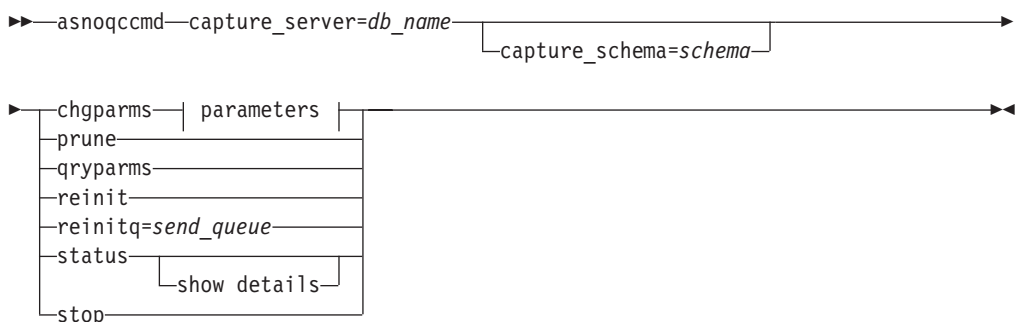 asnoqccmd capture_server=db_name
capture_schema=schema
chgparms parameters
prune
qryparms
reinit
reinitq=send_queue
status
show details
stop